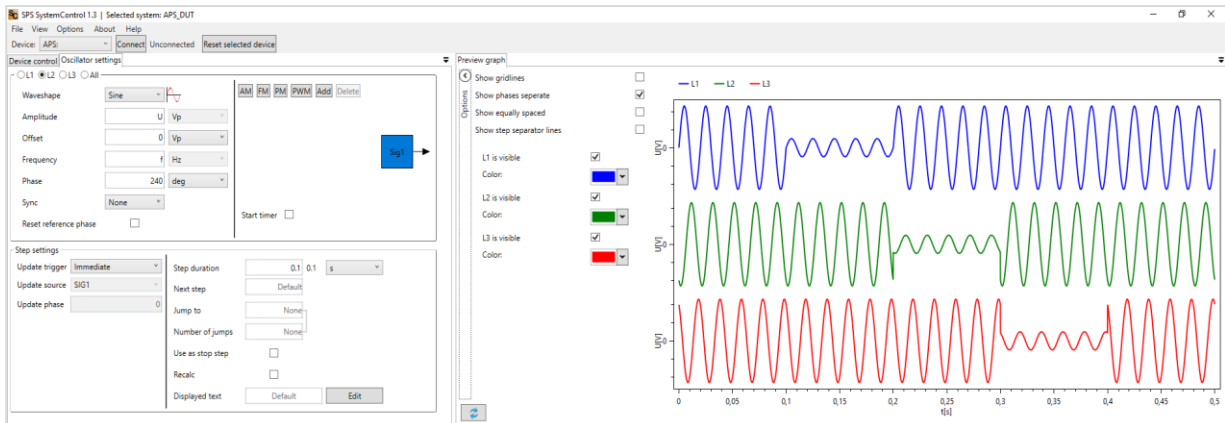 SPS SystemControl 1.3 | Selected system: APS_DUT
File View Options About Help
Device: APS: Connect Unconnected Reset selected device
Device control Oscillator settings
L1 L2 L3 All
Waveshape Sine
Amplitude U Vp
Offset 0 Vp
Frequency f Hz
Phase 240 deg
Sync None
Reset reference phase
AM FM PM PWM Add Delete
Sig1
Start timer
Step settings
Update trigger Immediate
Update source SIG1
Update phase 0
Step duration 0.1 0.1 s
Next step Default
Jump to None
Number of jumps None
Use as stop step
Recalc
Displayed text Default Edit
Preview graph
Options
Show gridlines
Show phases seperate
Show equally spaced
Show step separator lines
L1 is visible
Color:
L2 is visible
Color:
L3 is visible
Color:
L1 L2 L3
U[V] 0
U[V] 0
U[V] 0
0 0,05 0,1 0,15 0,2 0,25 0,3 0,35 0,4 0,45 0,5
t[s]